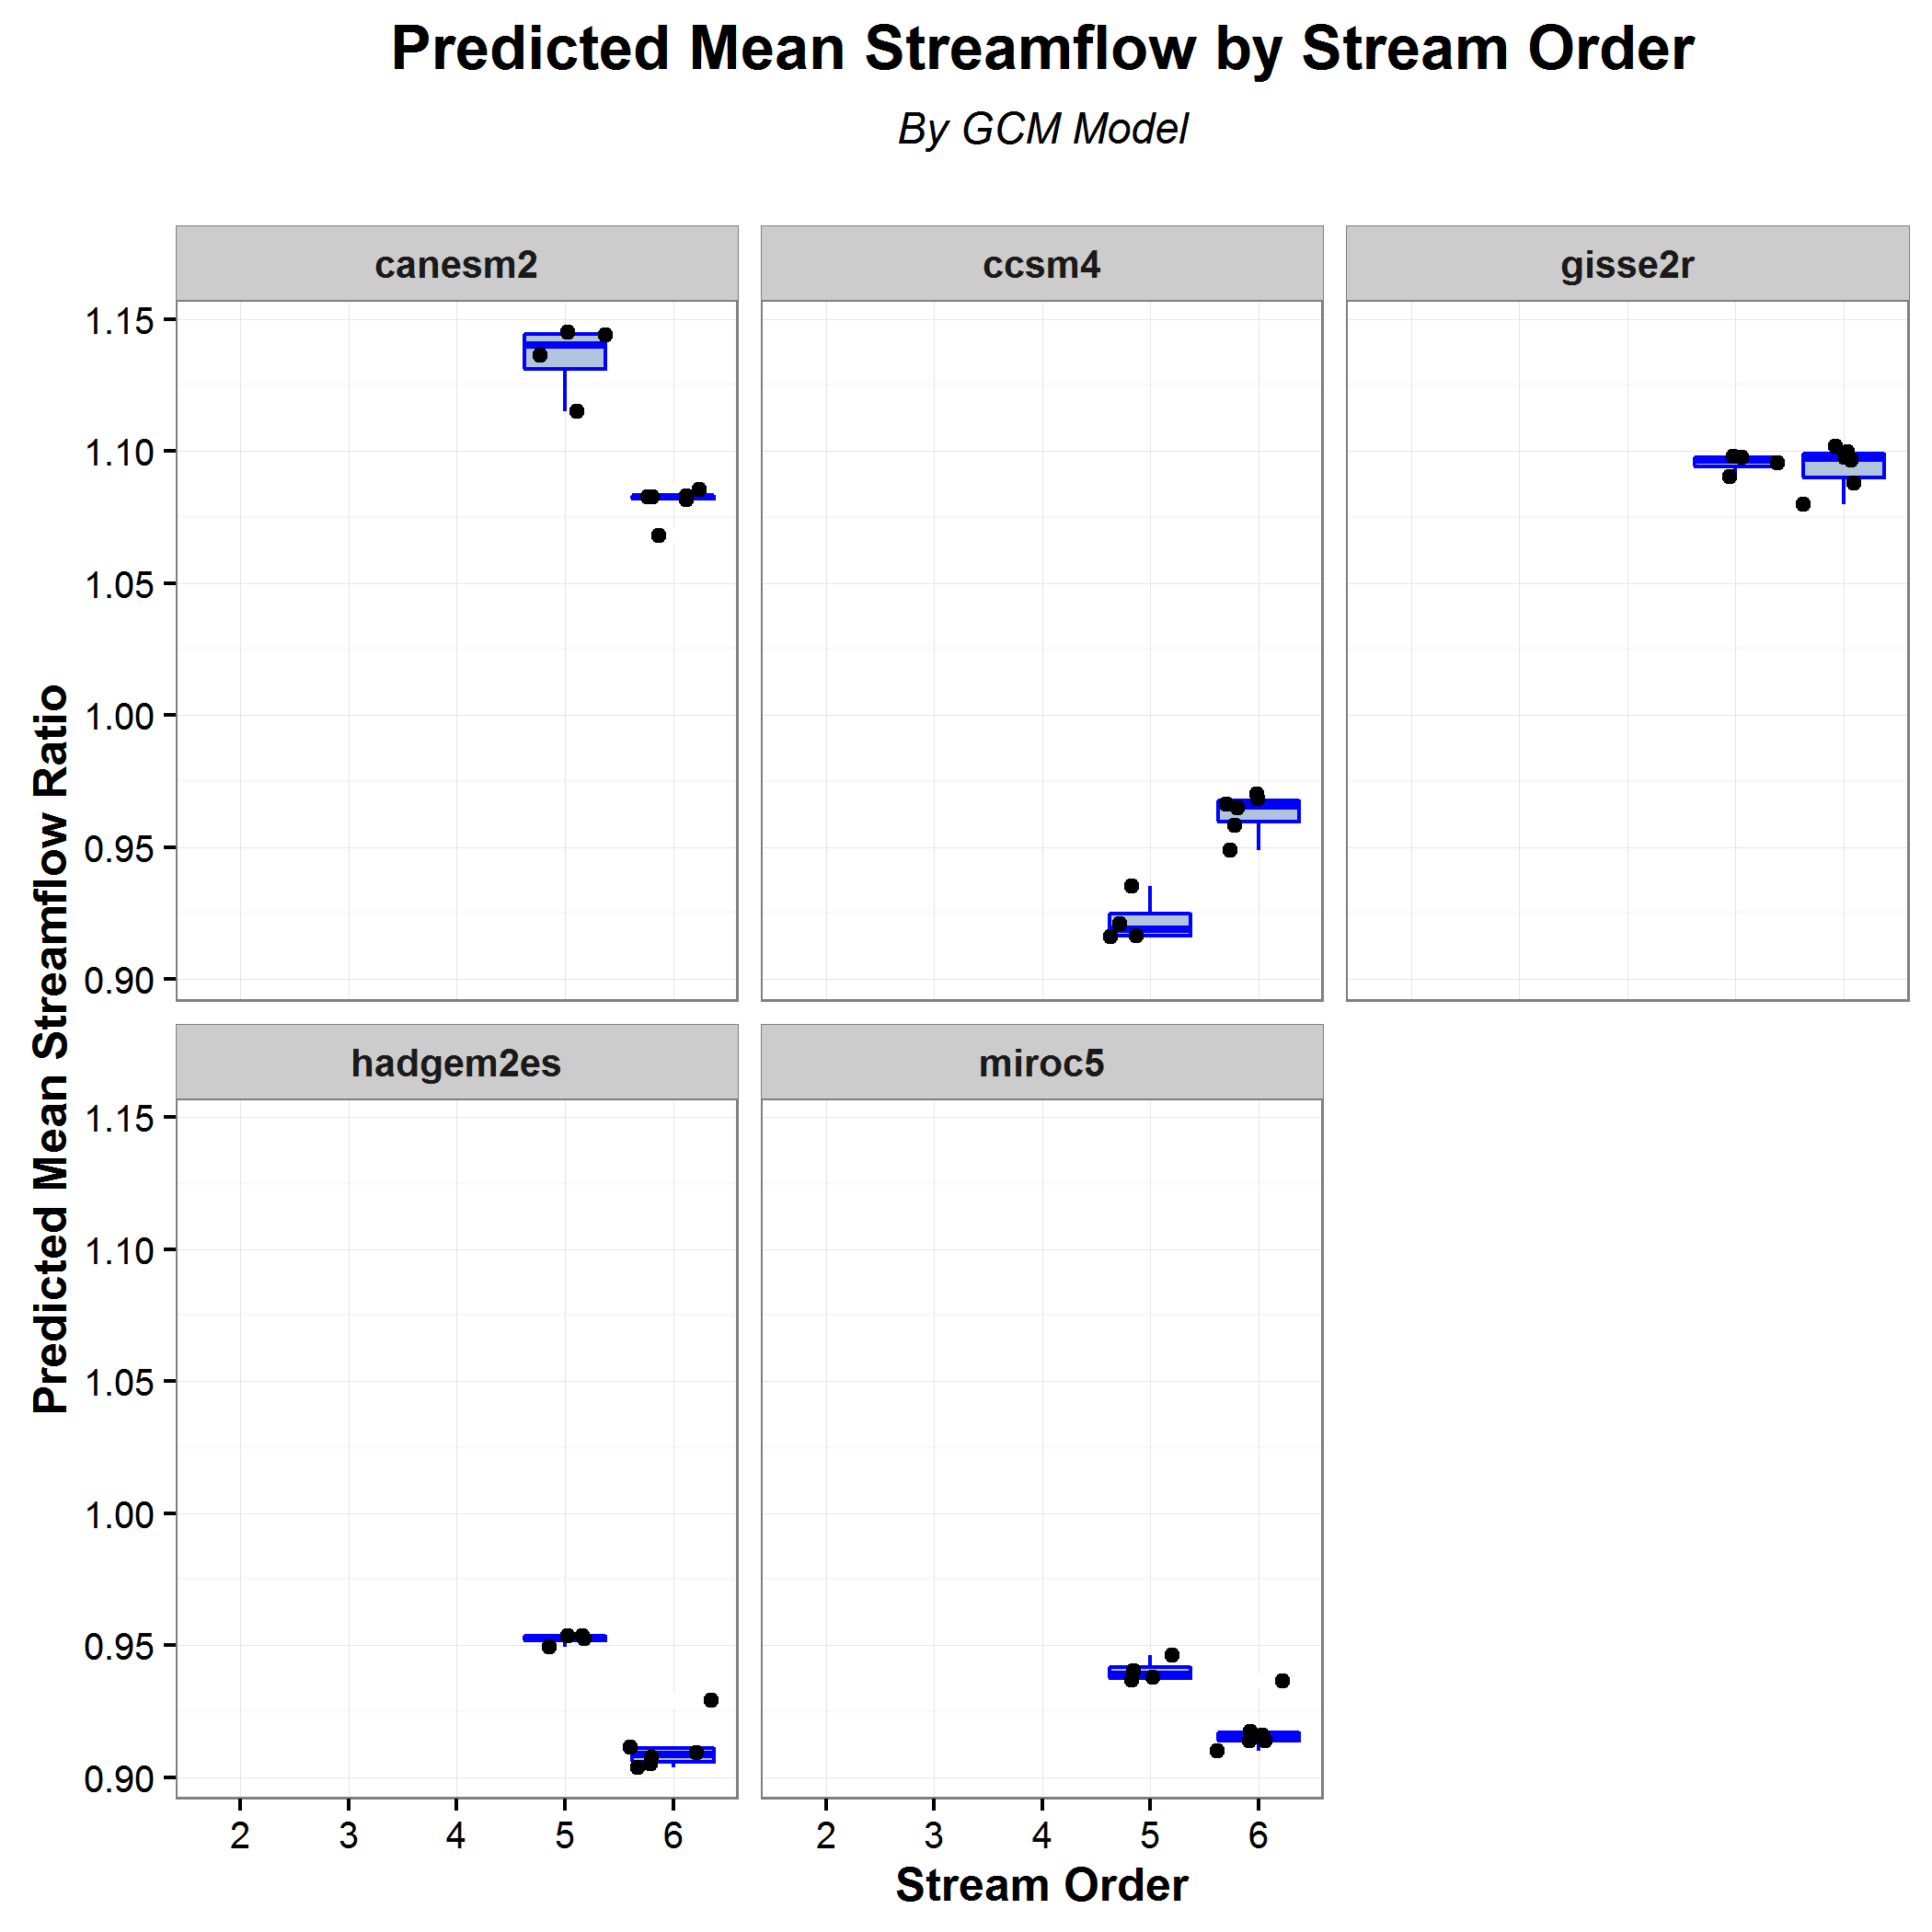 Predicted Mean Streamflow by Stream Order
By GCM Model
canesm2
ccsm4
gisse2r
1.15
1.10
1.05
1.00
0.95
0.90
Predicted Mean Streamflow Ratio
hadgem2es
miroc5
1.15
1.10
1.05
1.00
0.95
0.90
2 3 4 5 6
2 3 4 5 6
Stream Order